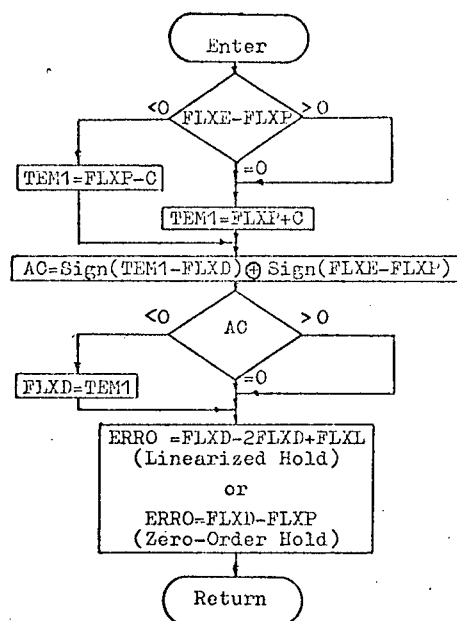 Enter
<0
FLXE-FLXP
>0
=0
TEM1=FLXP-C
TEM1=FLXP+C
AC=Sign(TEM1-FLXD)⊕Sign(FLXE-FLXP)
<0
AC
>0
=0
FLXD=TEM1
ERRO =FLXD-2FLXD+FLXL
(Linearized Hold)
or
ERRO=FLXD-FLXP
(Zero-Order Hold)
Return